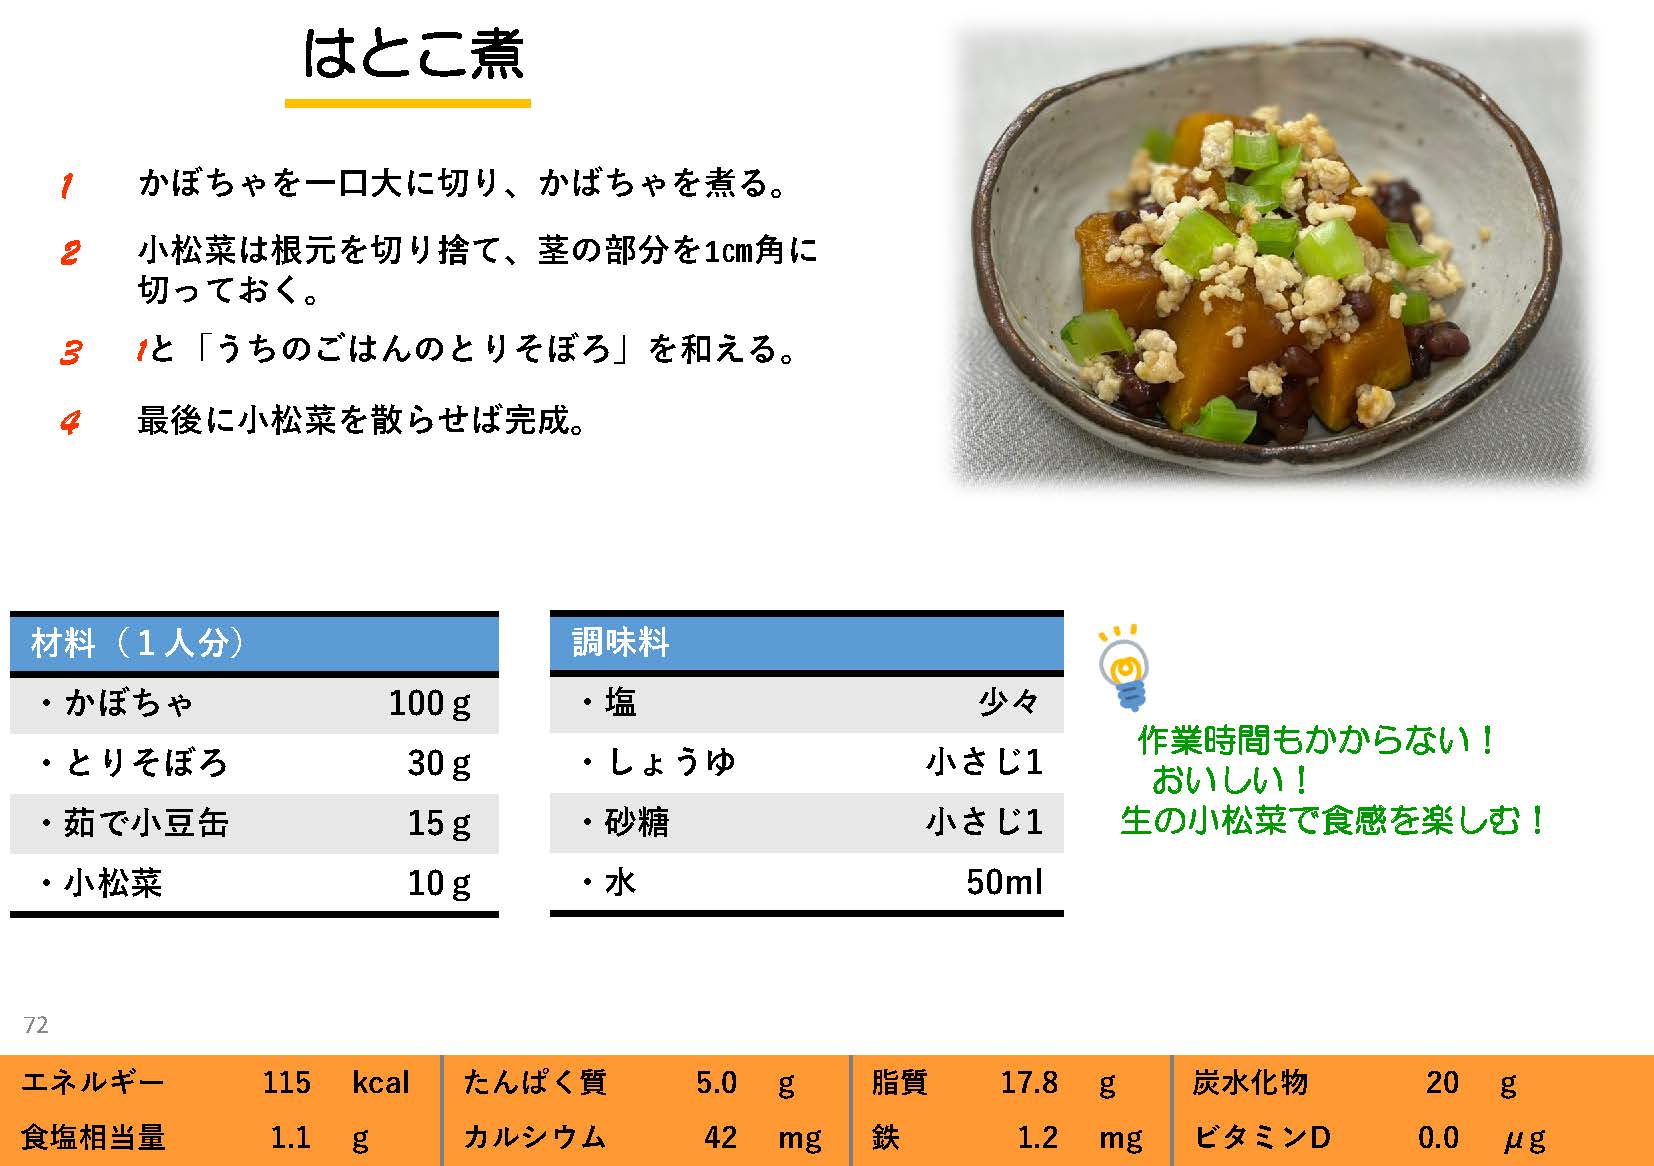 はとこ煮
1 かぼちゃを一口大に切り、かばちゃを煮る。
2 小松菜は根元を切り捨て、茎の部分を1㎝角に
切っておく。
3 1と「うちのごはんのとりそぼろ」を和える。
4 最後に小松菜を散らせば完成。
材料（１人分）
・かぼちゃ 100ｇ
・とりそぼろ 30ｇ
・茹で小豆缶 15ｇ
・小松菜 10ｇ
調味料
・塩 少々
・しょうゆ 小さじ1
・砂糖 小さじ1
・水 50ml
作業時間もかからない！
おいしい！
生の小松菜で食感を楽しむ！
72
エネルギー 115 kcal たんぱく質 5.0 g 脂質 17.8 g 炭水化物 20 g
食塩相当量 1.1 g カルシウム 42 mg 鉄 1.2 mg ビタミンD 0.0 μg